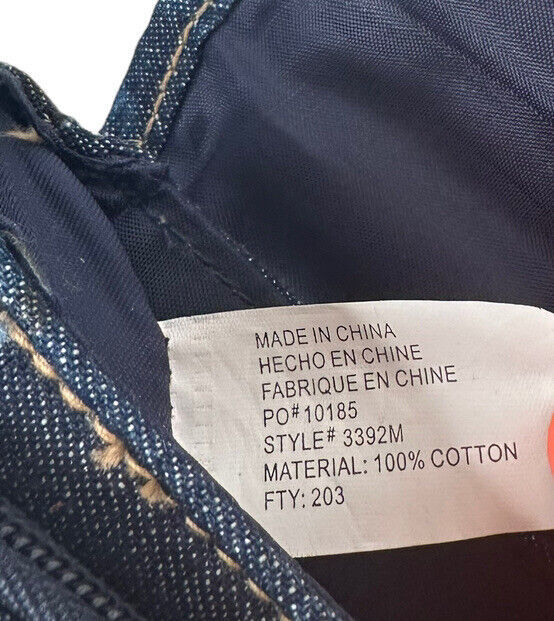 MADE IN CHINA
HECHO EN CHINE
FABRIQUE EN CHINE
PO#10185
STYLE# 3392M
MATERIAL: 100% COTTON
FTY: 203